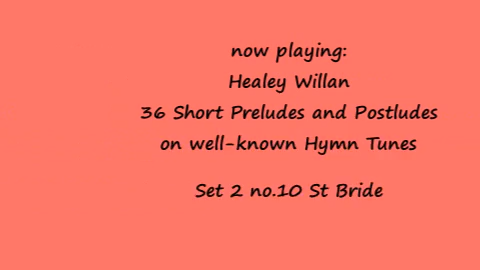 now playing:
Healey Willan
36 Short Preludes and Postludes
on well-known Hymn Tunes
Set 2 no.10 St Bride